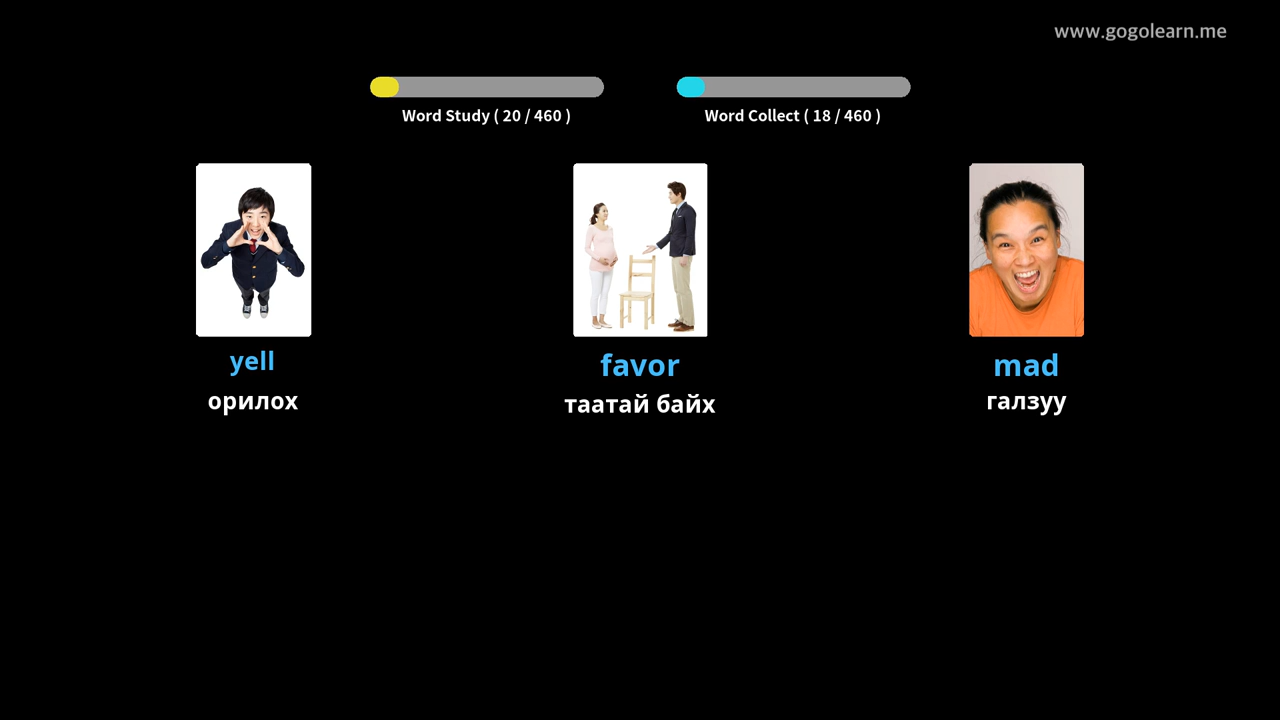 www.gogolearn.me
Word Study ( 20 / 460 )
Word Collect ( 18 / 460 )
yell
favor
mad
орилох
таатай байх
галзуу